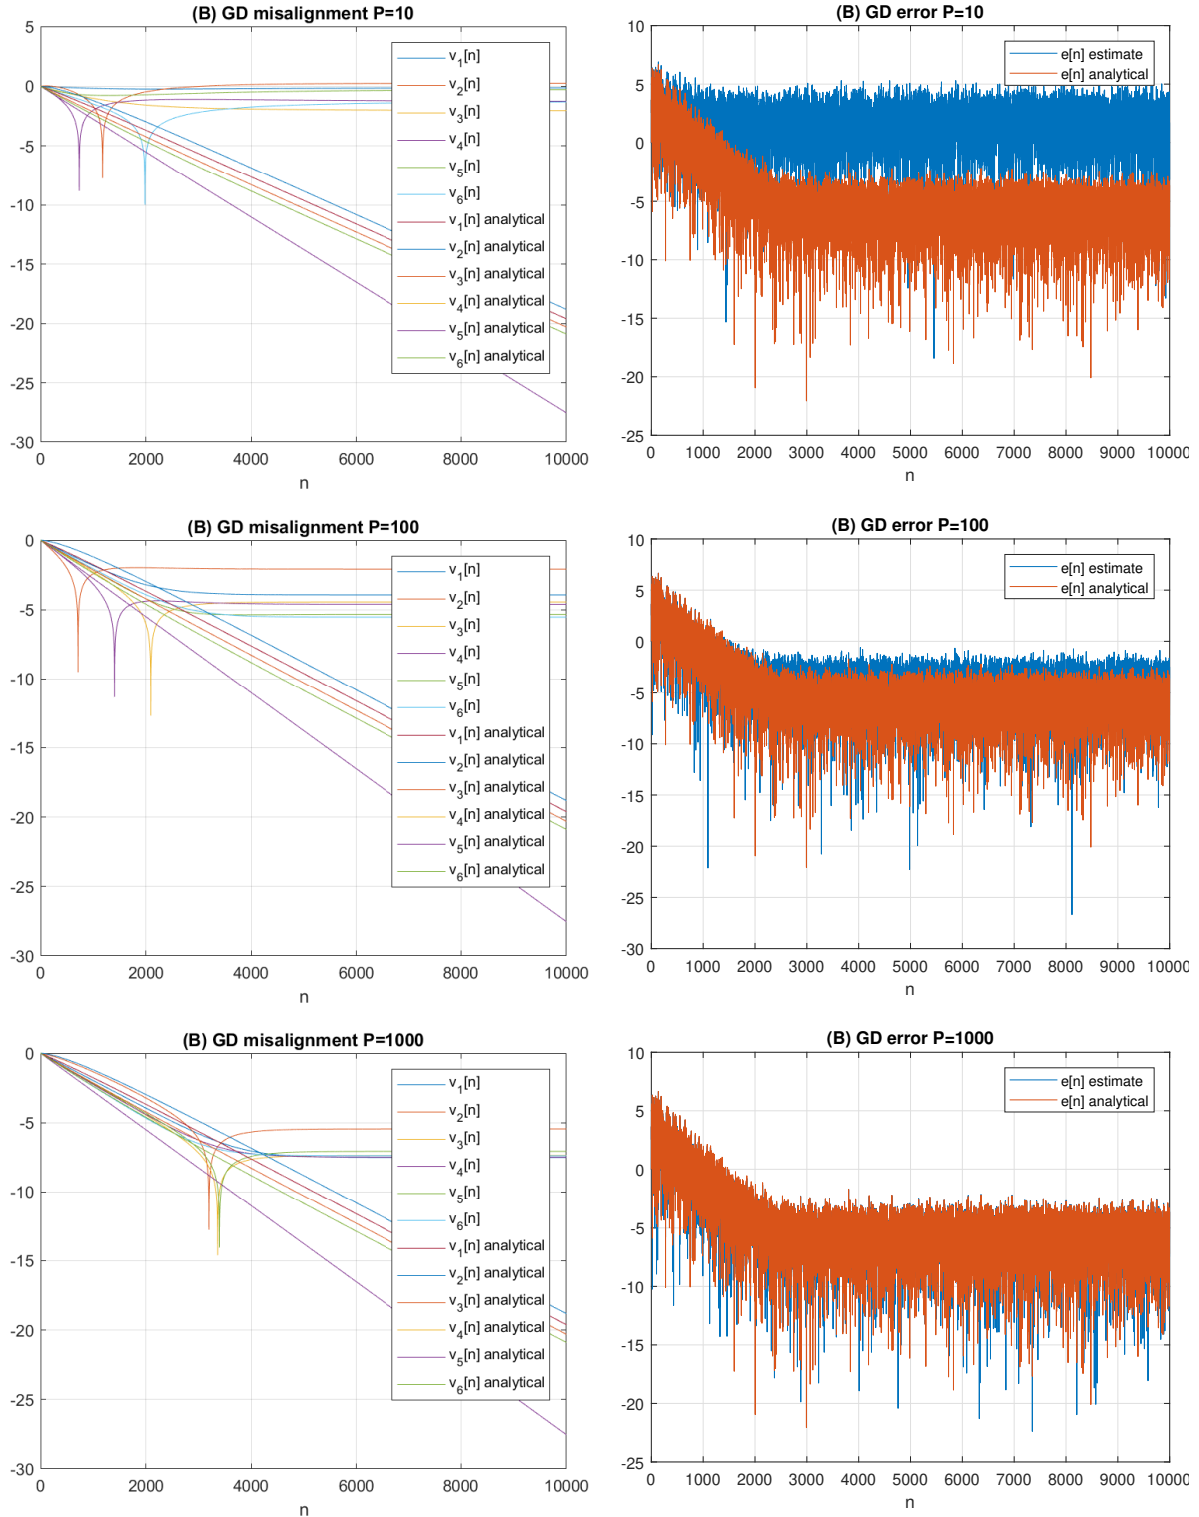 (B) GD misalignment P=10
5
0
-5
-10
-15
-20
-25
-30
0
2000
4000
6000
8000
10000
n
v1[n]
v2[n]
v3[n]
v4[n]
v5[n]
v6[n]
v1[n] analytical
v2[n] analytical
v3[n] analytical
v4[n] analytical
v5[n] analytical
v6[n] analytical
(B) GD error P=10
10
5
0
-5
-10
-15
-20
-25
0
1000
2000
3000
4000
5000
6000
7000
8000
9000
10000
n
e[n] estimate
e[n] analytical
(B) GD misalignment P=100
0
-5
-10
-15
-20
-25
-30
0
2000
4000
6000
8000
10000
n
v1[n]
v2[n]
v3[n]
v4[n]
v5[n]
v6[n]
v1[n] analytical
v2[n] analytical
v3[n] analytical
v4[n] analytical
v5[n] analytical
v6[n] analytical
(B) GD error P=100
10
5
0
-5
-10
-15
-20
-25
-30
0
1000
2000
3000
4000
5000
6000
7000
8000
9000
10000
n
e[n] estimate
e[n] analytical
(B) GD misalignment P=1000
0
-5
-10
-15
-20
-25
-30
0
2000
4000
6000
8000
10000
n
v1[n]
v2[n]
v3[n]
v4[n]
v5[n]
v6[n]
v1[n] analytical
v2[n] analytical
v3[n] analytical
v4[n] analytical
v5[n] analytical
v6[n] analytical
(B) GD error P=1000
10
5
0
-5
-10
-15
-20
-25
0
1000
2000
3000
4000
5000
6000
7000
8000
9000
10000
n
e[n] estimate
e[n] analytical